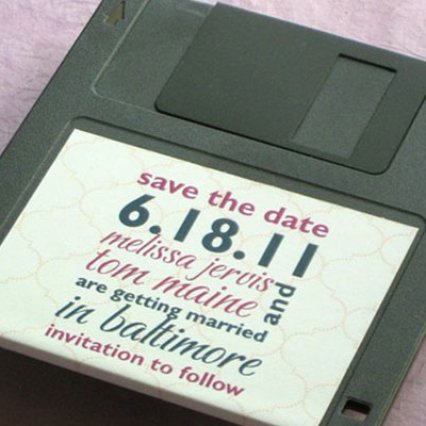 save the date
6.18.11
melissa jervis
and
tom maine
are getting married
in baltimore
invitation to follow